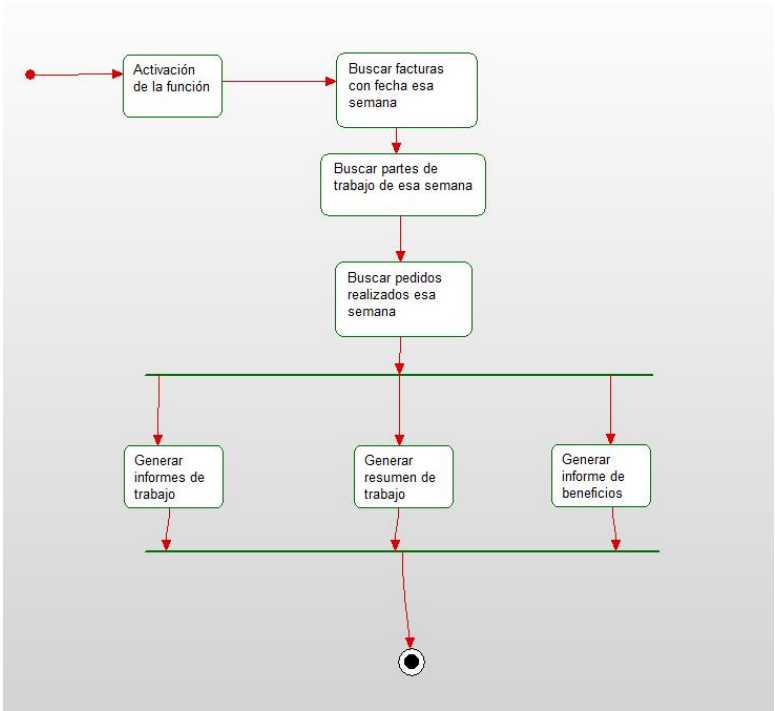 Activación
de la función
Buscar facturas
con fecha esa
semana
Buscar partes de
trabajo de esa semana
Buscar pedidos
realizados esa
semana
Generar
informes de
trabajo
Generar
resumen de
trabajo
Generar
informe de
beneficios